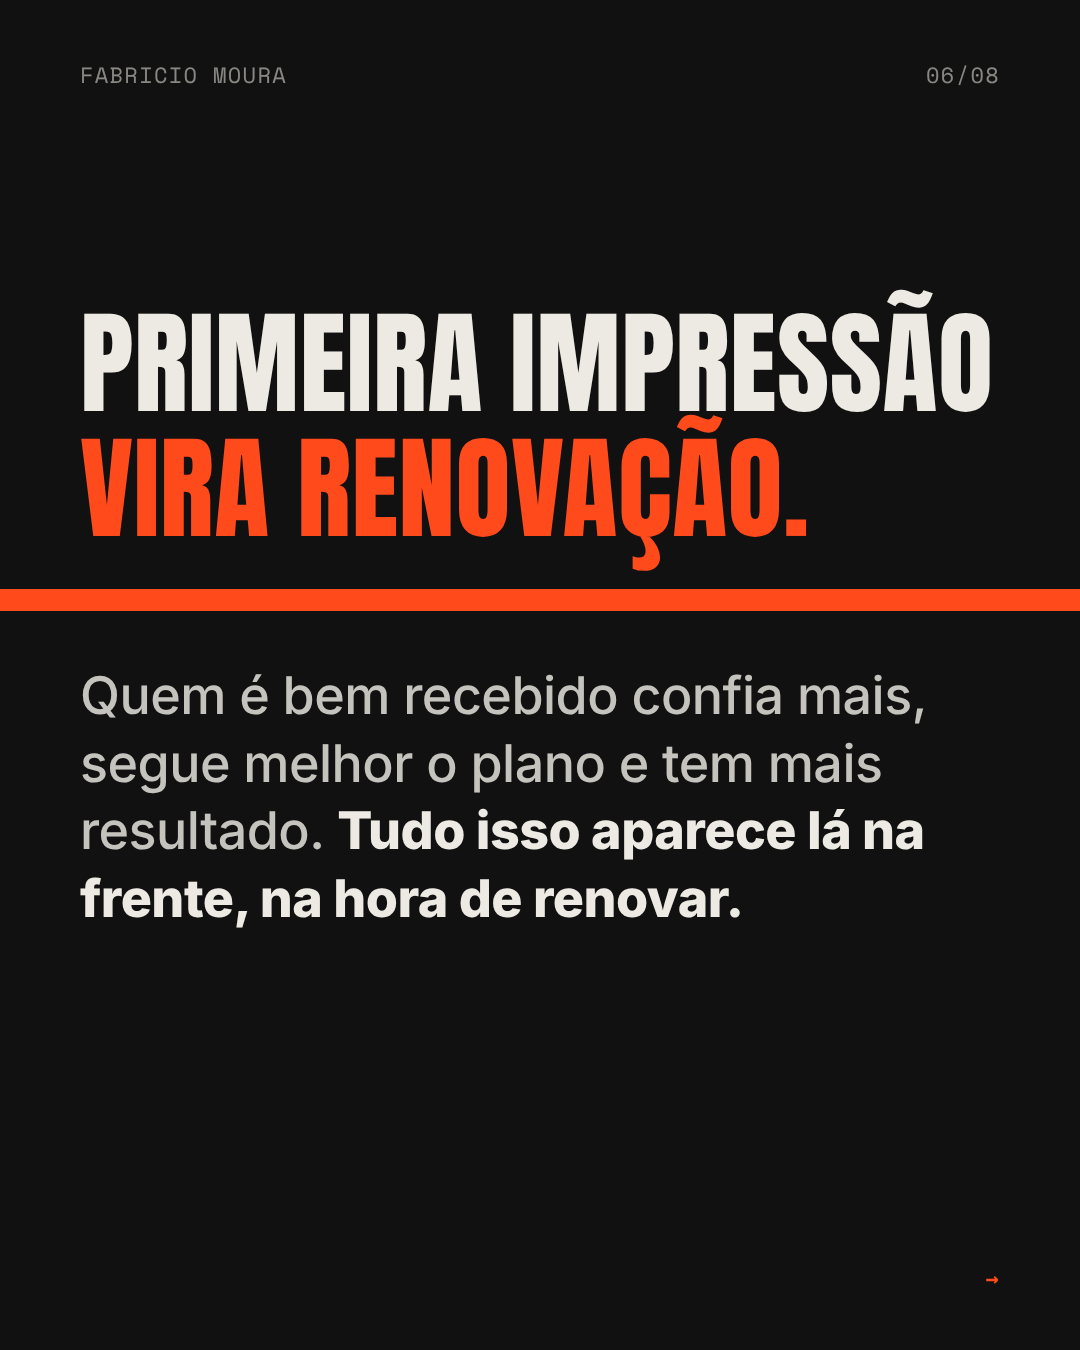 FABRICIO MOURA
06/08
PRIMEIRA IMPRESSÃO
VIRA RENOVAÇÃO.
Quem é bem recebido confia mais,
segue melhor o plano e tem mais
resultado. Tudo isso aparece lá na
frente, na hora de renovar.
→